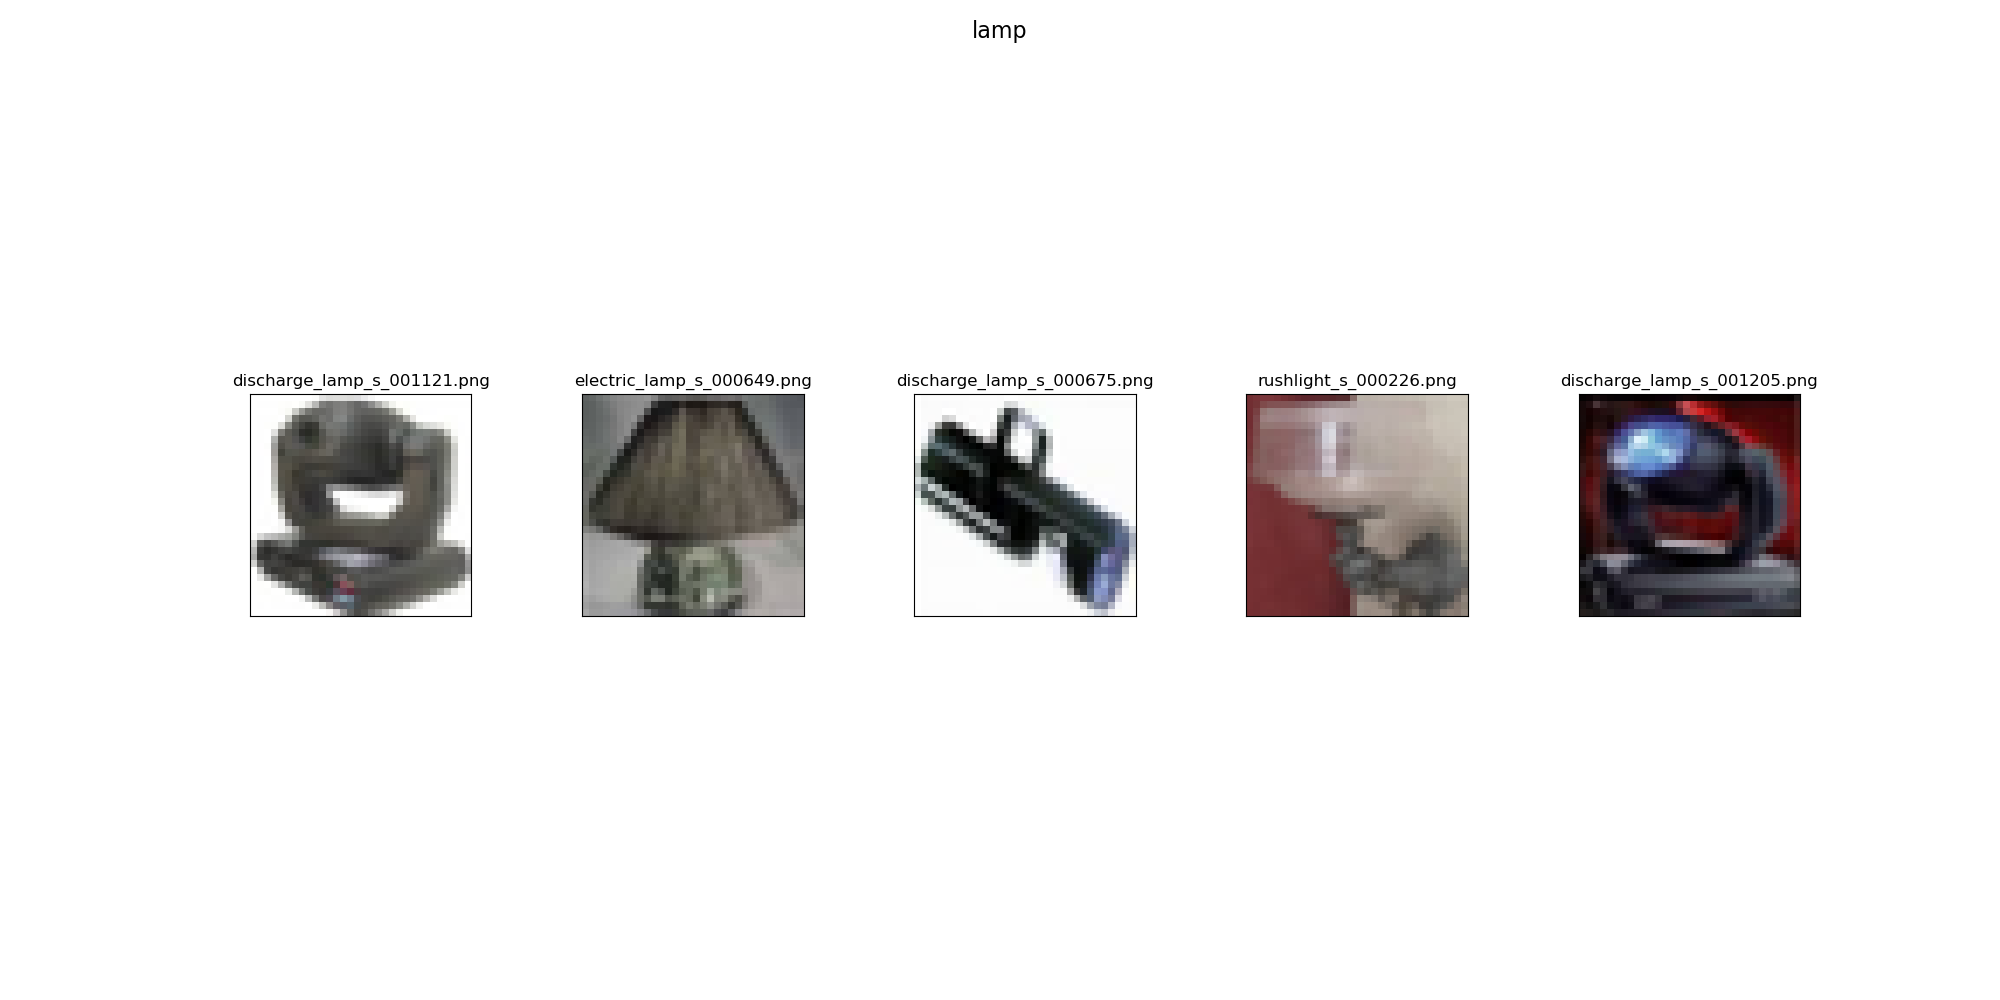 lamp
discharge_lamp_s_001121.png
electric_lamp_s_000649.png
discharge_lamp_s_000675.png
rushlight_s_000226.png
discharge_lamp_s_001205.png